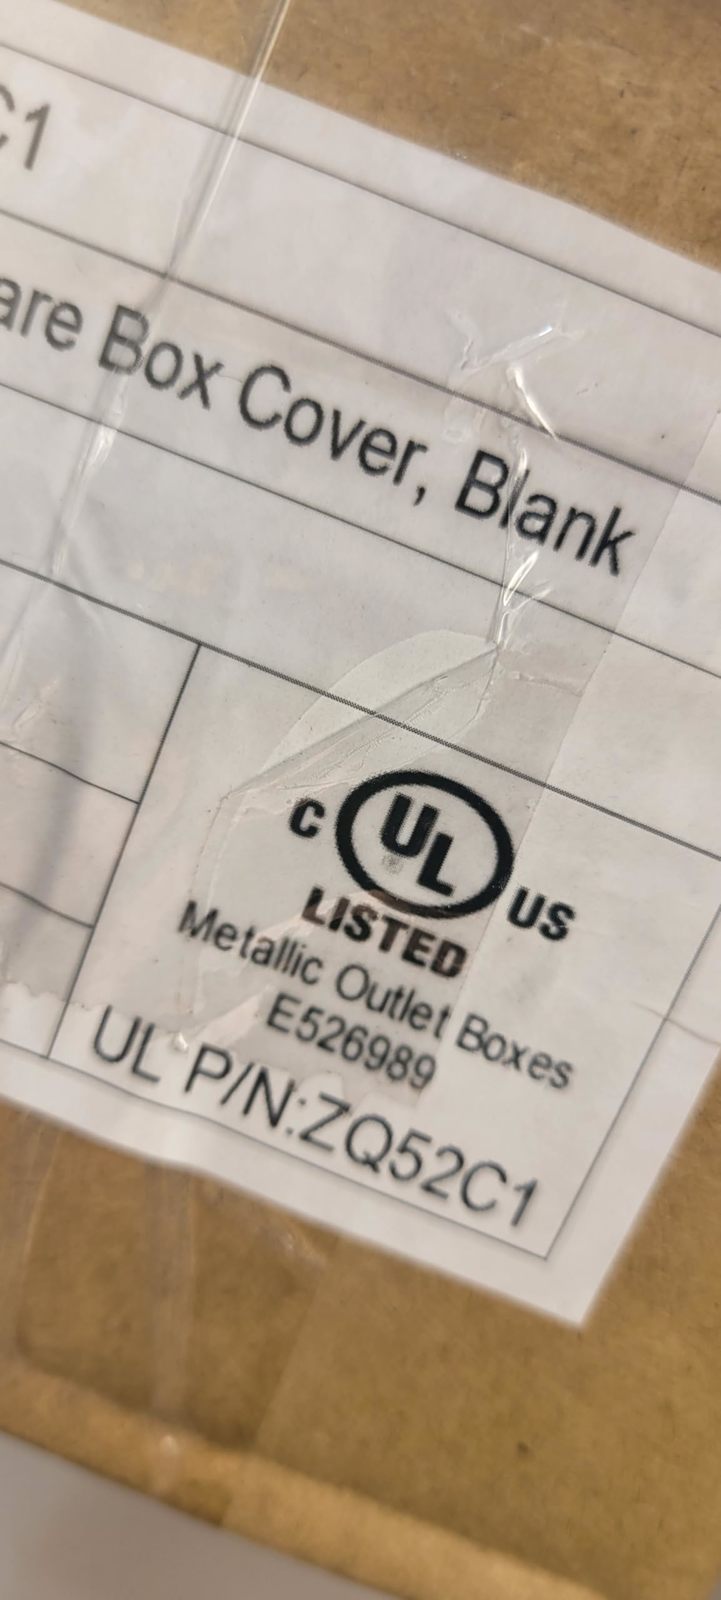 C1
are Box Cover, Blank
C UL US
LISTED
Metallic Outlet Boxes
E526989
UL P/N:ZQ52C1